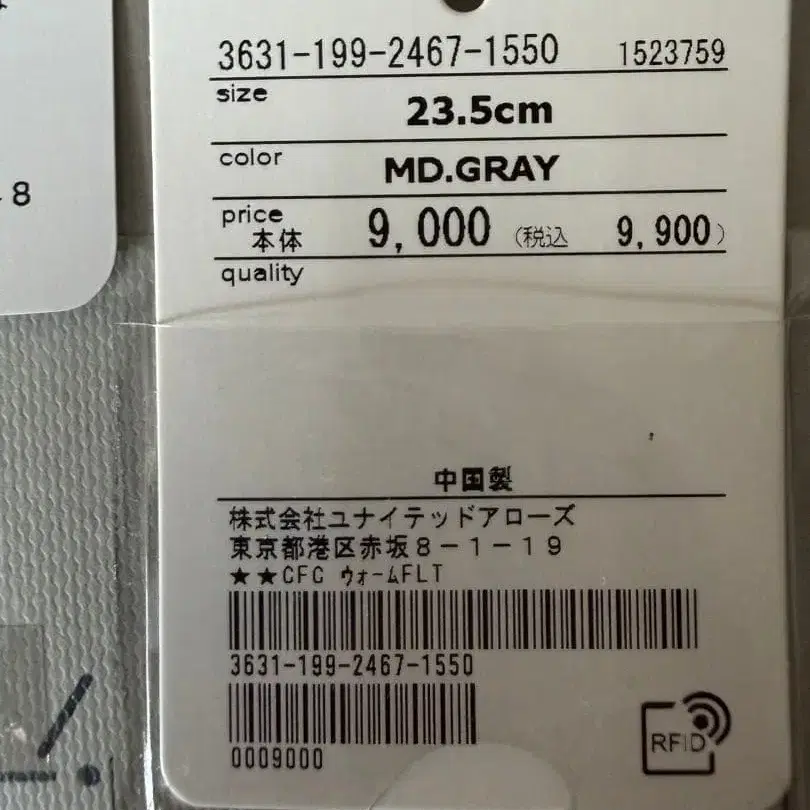 3631-199-2467-1550 1523759
size 23.5cm
color MD.GRAY
price
本体 9,000 (税込 9,900)
quality
中国製
株式会社ユナイテッドアローズ
東京都港区赤坂8-1-19
★★CFC ウォームFLT
3631-199-2467-1550
0009000
RFID
8